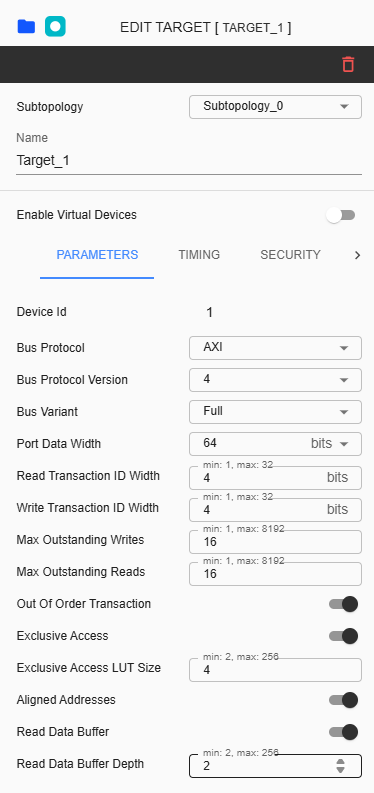 EDIT TARGET [ TARGET_1 ]
Subtopology Subtopology_0
Name
Target_1
Enable Virtual Devices
PARAMETERS TIMING SECURITY
Device Id 1
Bus Protocol AXI
Bus Protocol Version 4
Bus Variant Full
Port Data Width 64 bits
min: 1, max: 32
Read Transaction ID Width 4 bits
min: 1, max: 32
Write Transaction ID Width 4 bits
min: 1, max: 8192
Max Outstanding Writes 16
min: 1, max: 8192
Max Outstanding Reads 16
Out Of Order Transaction
Exclusive Access
min: 2, max: 256
Exclusive Access LUT Size 4
Aligned Addresses
Read Data Buffer
min: 2, max: 256
Read Data Buffer Depth 2